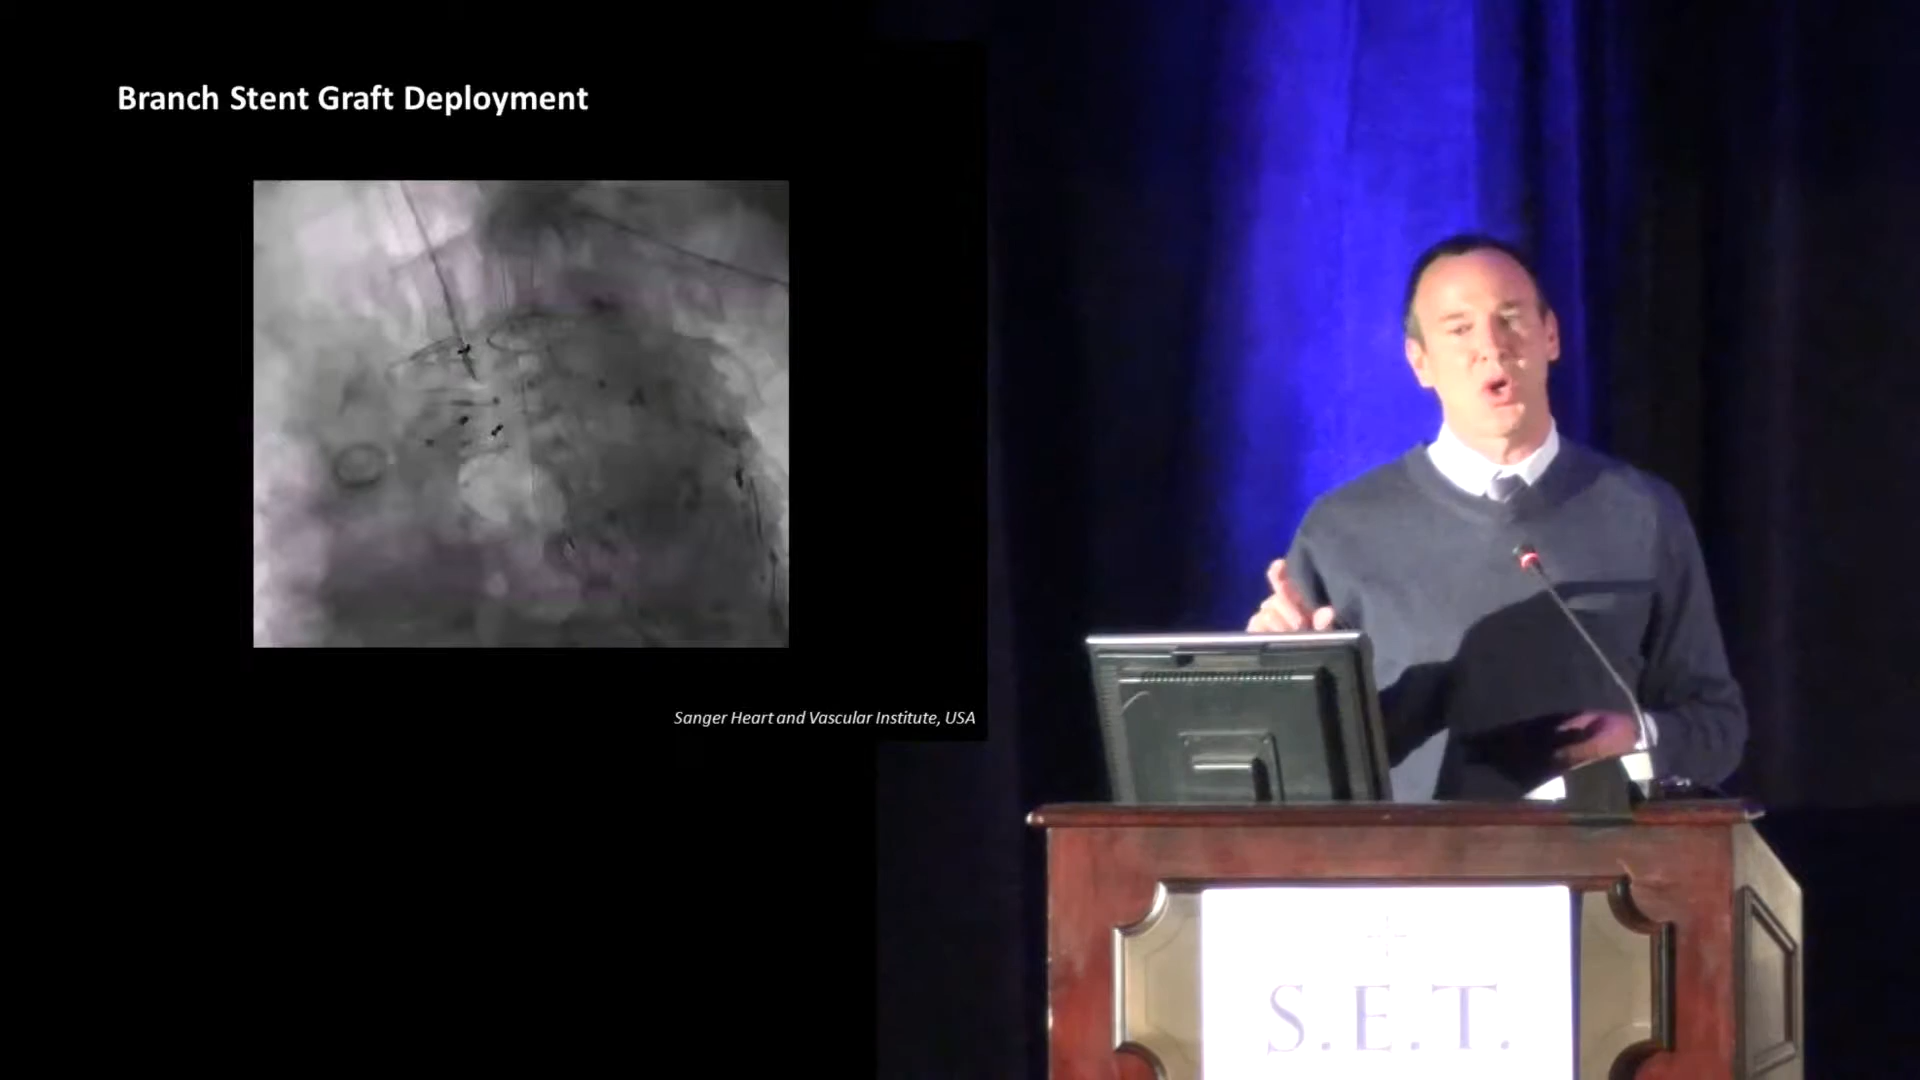 Branch Stent Graft Deployment
Sanger Heart and Vascular Institute, USA
S.E.T.